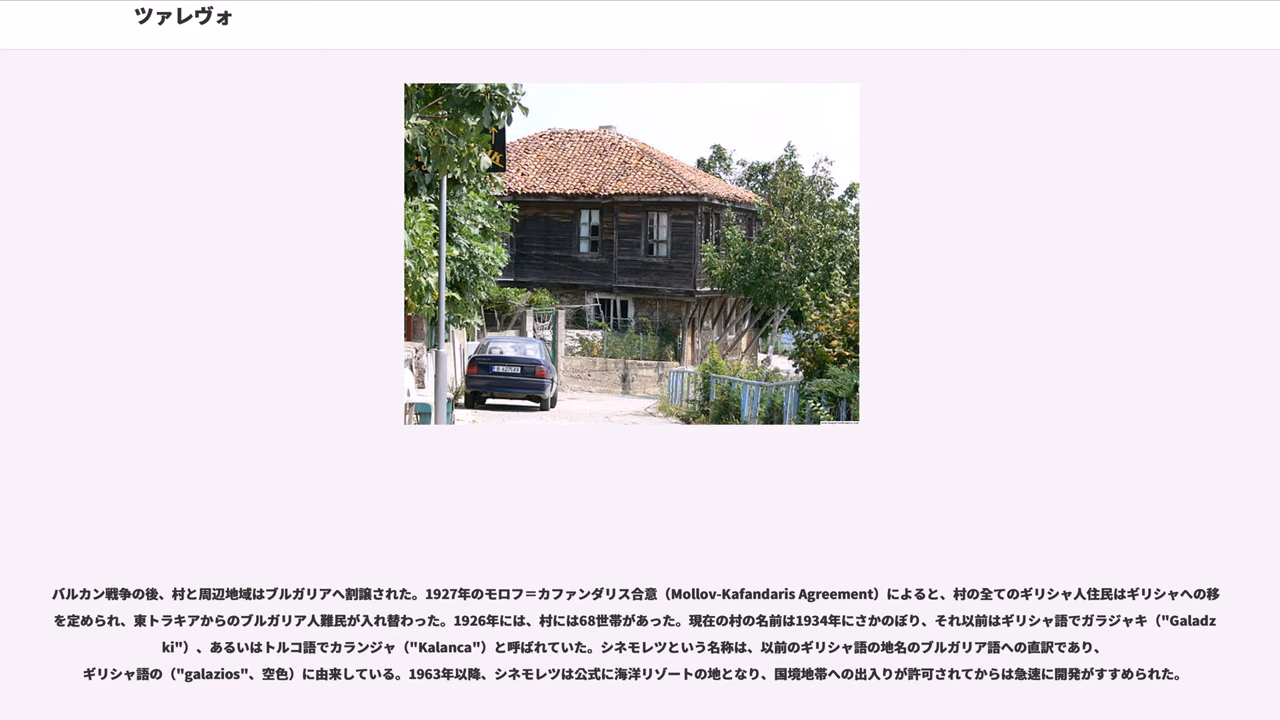 ツァレヴォ
バルカン戦争の後、村と周辺地域はブルガリアへ割譲された。1927年のモロフ＝カファンダリス合意（Mollov-Kafandaris Agreement）によると、村の全てのギリシャ人住民はギリシャへの移
を定められ、東トラキアからのブルガリア人難民が入れ替わった。1926年には、村には68世帯があった。現在の村の名前は1934年にさかのぼり、それ以前はギリシャ語でガラジャキ（"Galadz
ki"）、あるいはトルコ語でカランジャ（"Kalanca"）と呼ばれていた。シネモレツという名称は、以前のギリシャ語の地名のブルガリア語への直訳であり、
ギリシャ語の（"galazios"、空色）に由来している。1963年以降、シネモレツは公式に海洋リゾートの地となり、国境地帯への出入りが許可されてからは急速に開発がすすめられた。